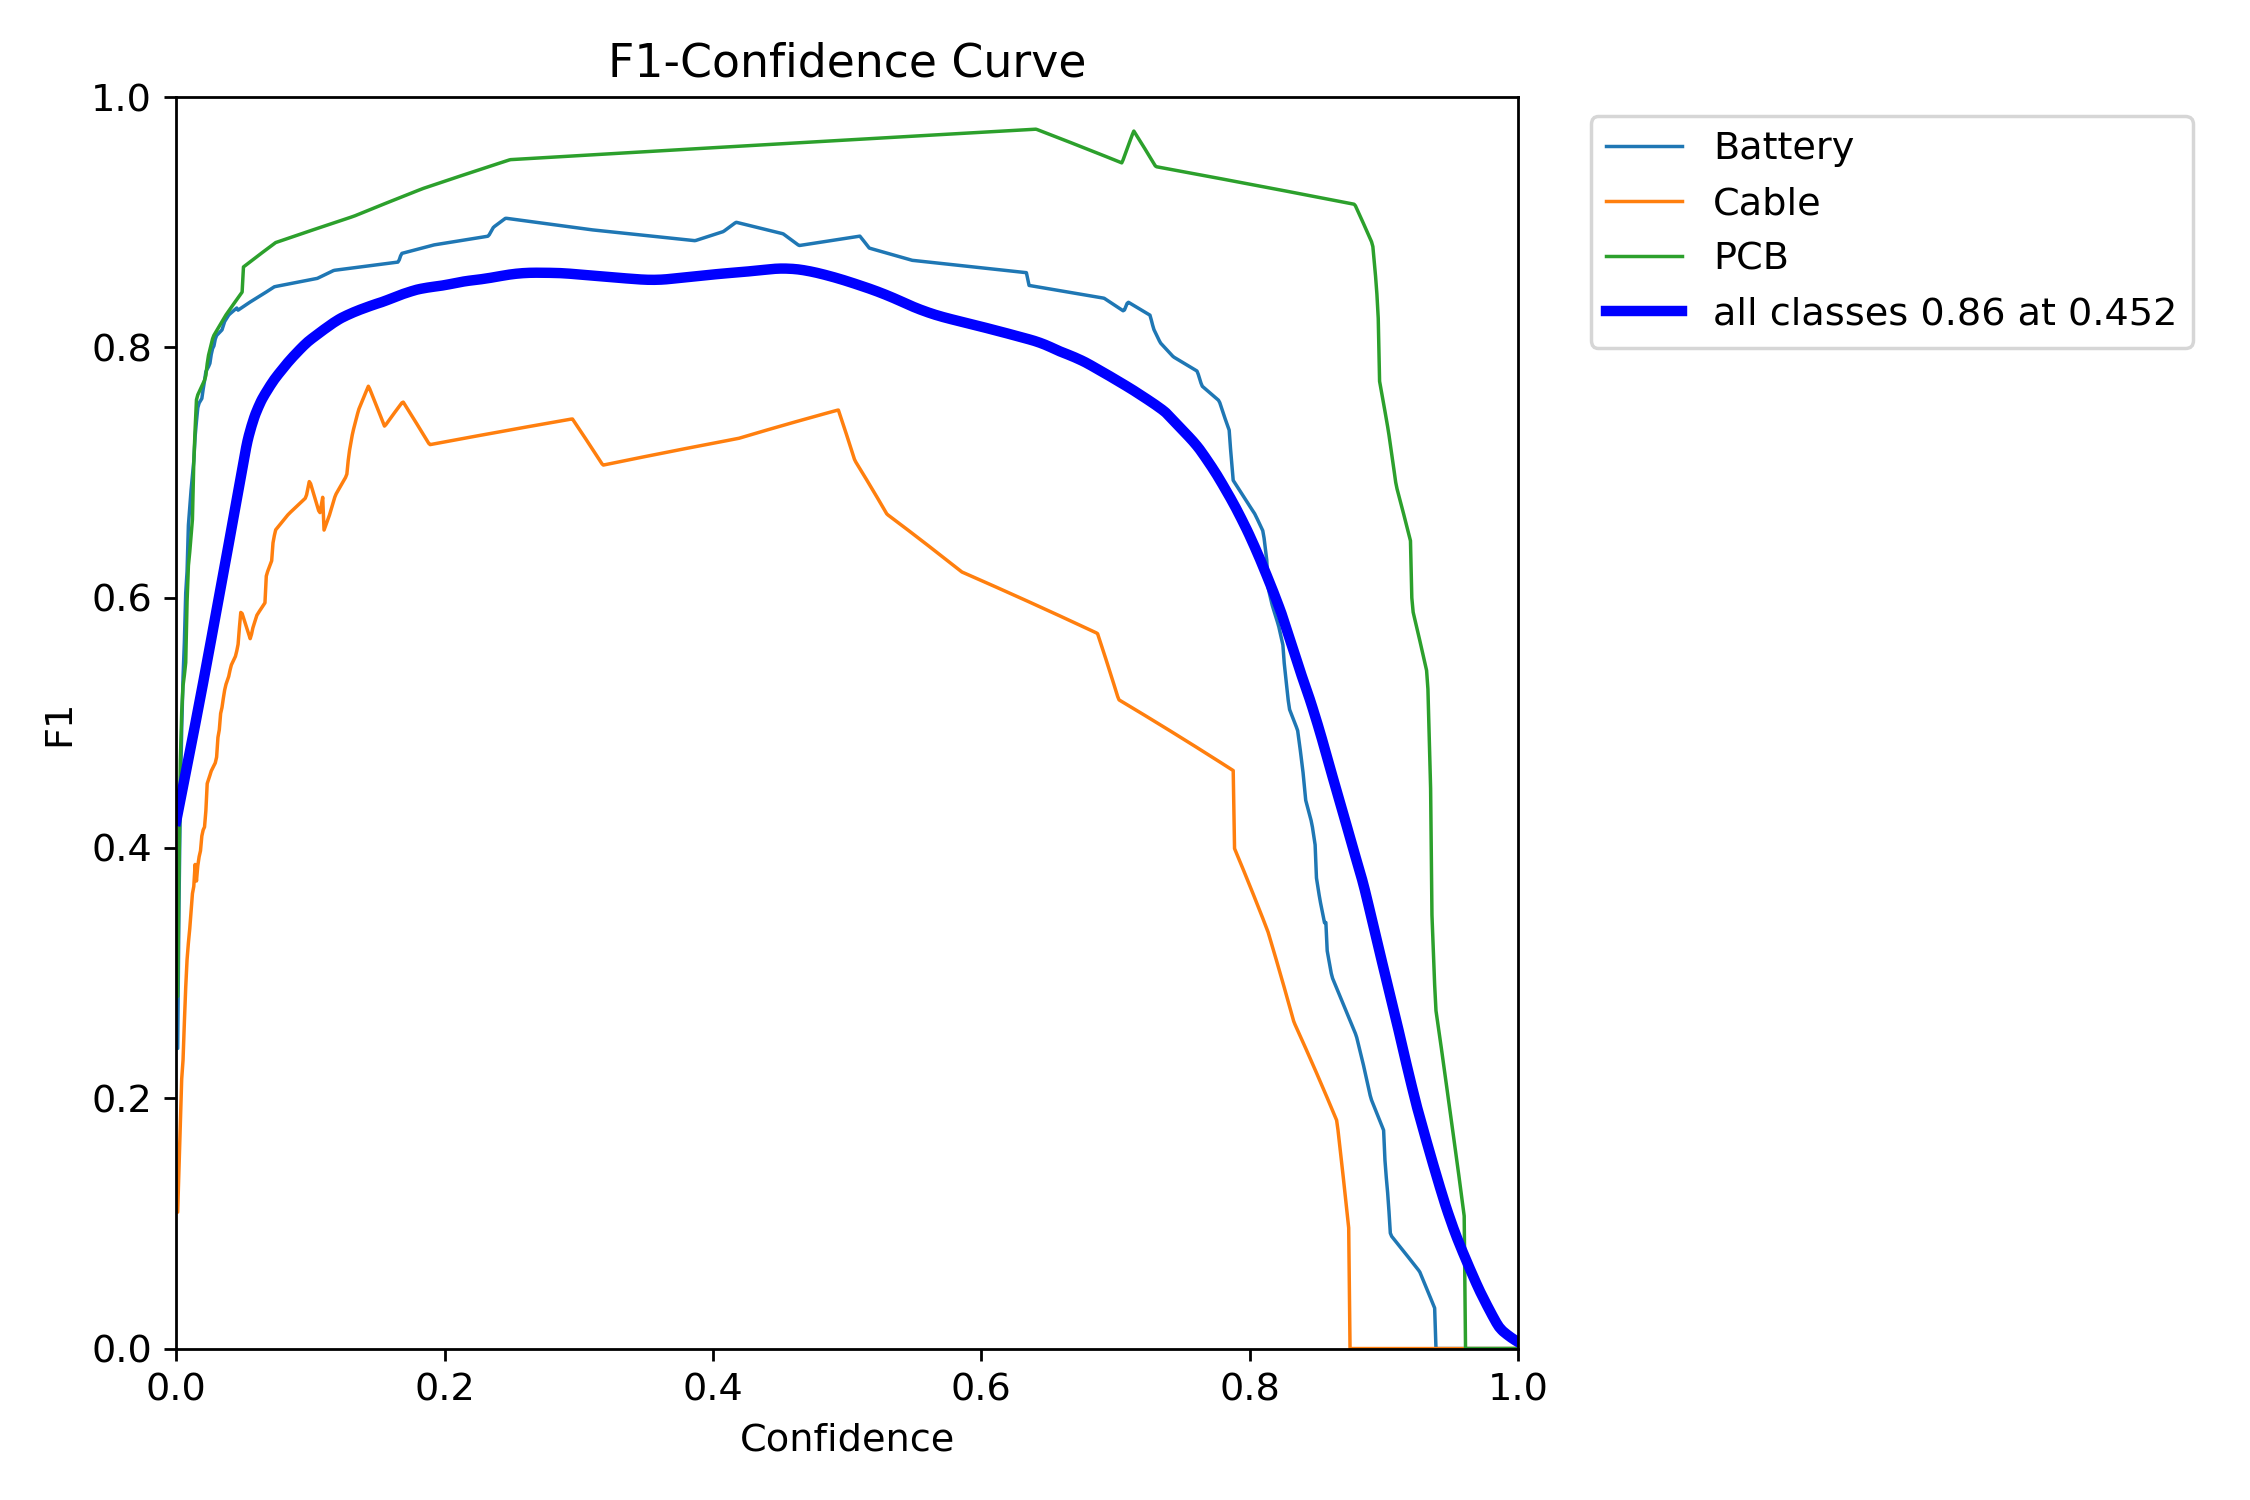 F1-Confidence Curve
1.0
0.8
0.6
0.4
0.2
0.0
F1
0.0 0.2 0.4 0.6 0.8 1.0
Confidence
Battery
Cable
PCB
all classes 0.86 at 0.452